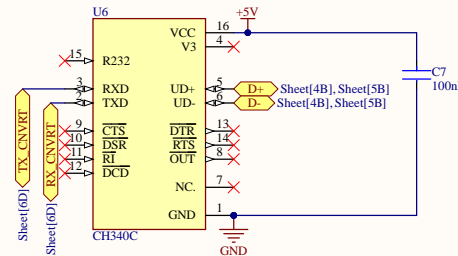 U6
+5V
VCC 16
V3 4
15 R232
3 RXD
2 TXD
UD+ 5 D+ Sheet[4B], Sheet[5B]
UD- 6 D- Sheet[4B], Sheet[5B]
C7
100n
TX_CNVRT
RX_CNVRT
9 CTS
10 DSR
11 RI
12 DCD
DTR 13
RTS 14
OUT 8
NC. 7
GND 1
Sheet[6D]
Sheet[6D]
CH340C
GND